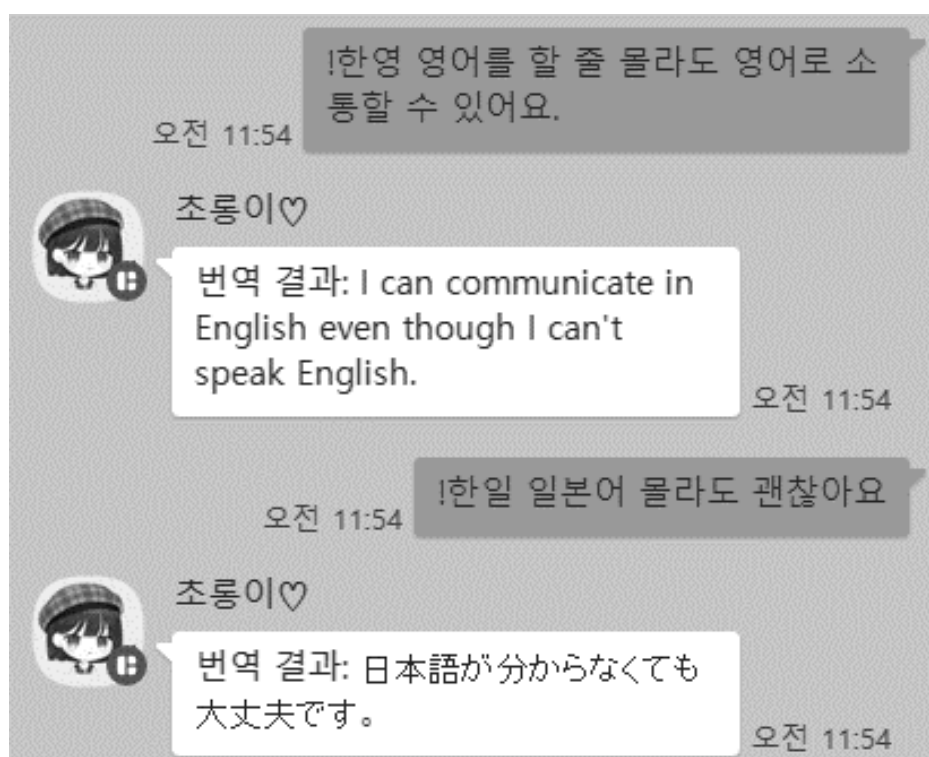 !한영 영어를 할 줄 몰라도 영어로 소
통할 수 있어요.
오전 11:54
초롱이♡
번역 결과: I can communicate in
English even though I can't
speak English.
오전 11:54
!한일 일본어 몰라도 괜찮아요
오전 11:54
초롱이♡
번역 결과: 日本語が分からなくても
大丈夫です。
오전 11:54